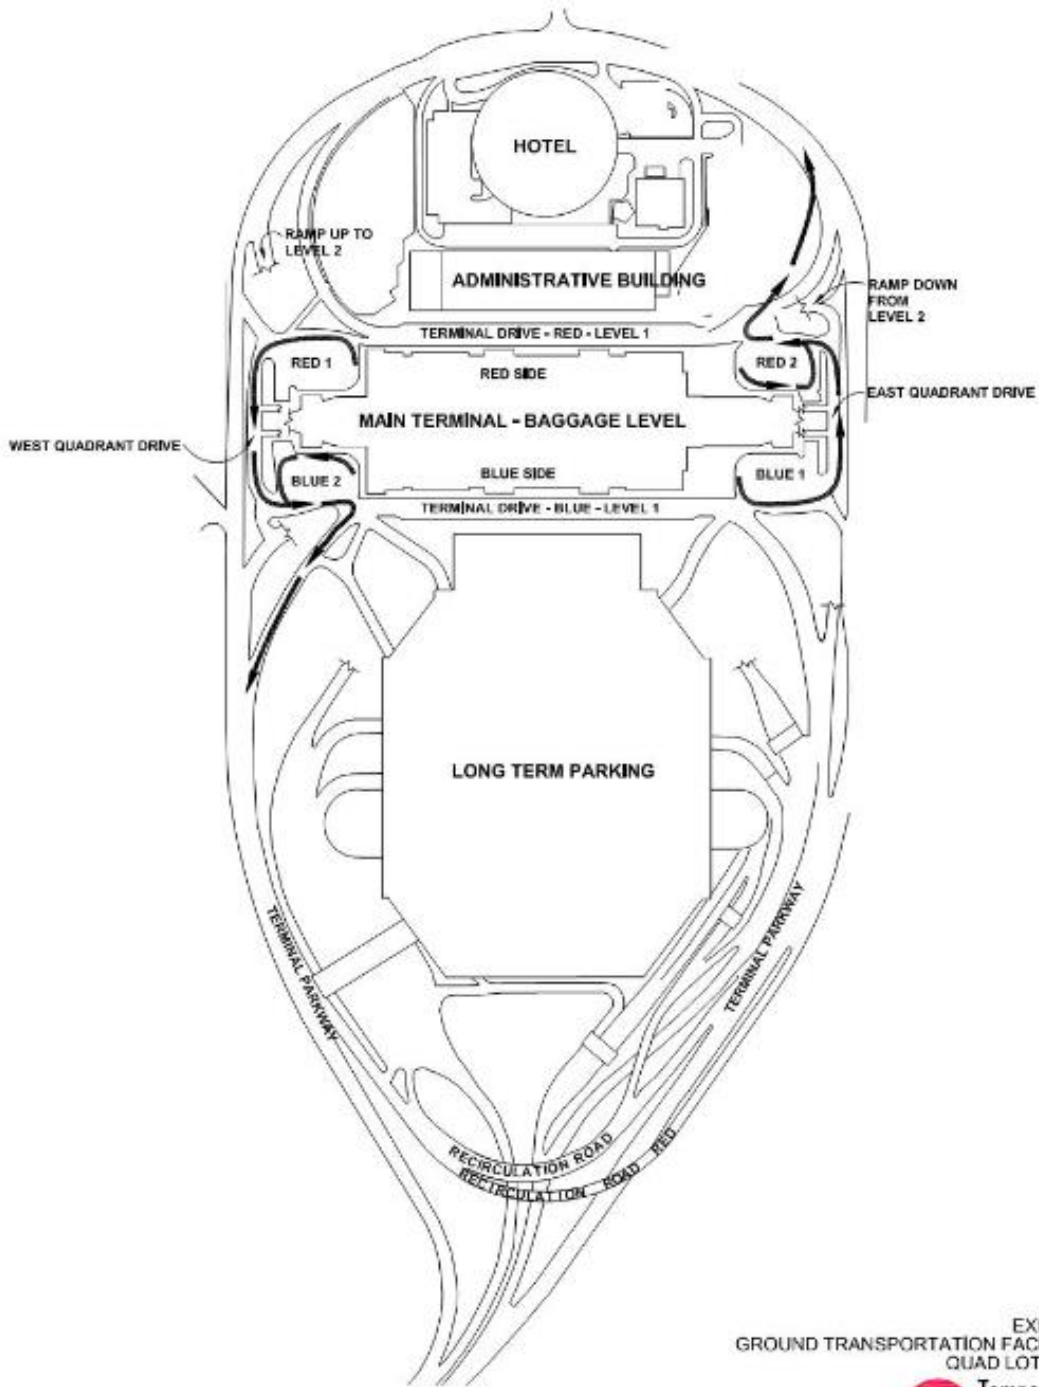 HOTEL
RAMP UP TO
LEVEL 2
ADMINISTRATIVE BUILDING
RAMP DOWN
FROM
LEVEL 2
TERMINAL DRIVE - RED - LEVEL 1
RED 1
RED SIDE
RED 2
EAST QUADRANT DRIVE
MAIN TERMINAL - BAGGAGE LEVEL
WEST QUADRANT DRIVE
BLUE 2
BLUE SIDE
BLUE 1
TERMINAL DRIVE - BLUE - LEVEL 1
LONG TERM PARKING
TERMINAL PARKWAY
TERMINAL PARKWAY
RECIRCULATION ROAD
RECIRCULATION ROAD RED
GROUND TRANSPORTATION
QUAD